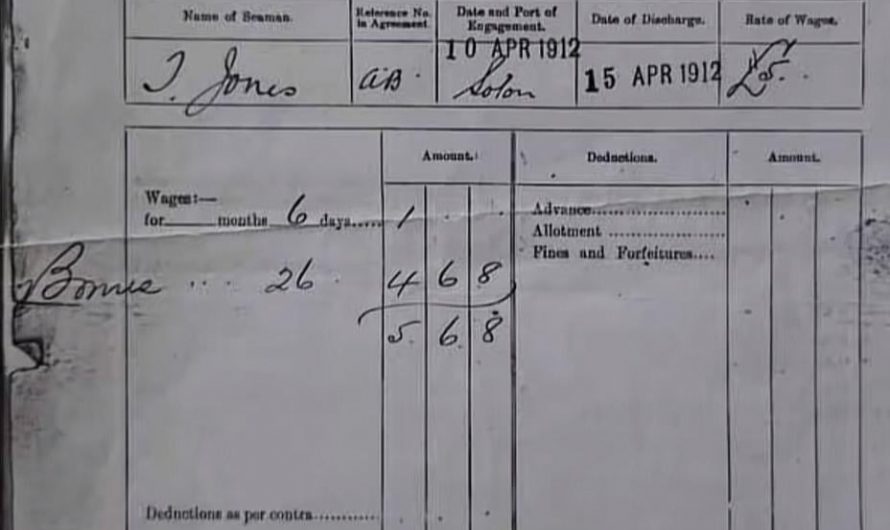 Name of Seaman. Reference No. in Agreement. Date and Port of Engagement. Date of Discharge. Rate of Wages.
10 APR 1912
T. Jones AB. Soton 15 APR 1912 £5.
Amount. Deductions. Amount.
Wages:—
for months 6 days..... 1 . .
Advance
Allotment
Fines and Forfeitures....
Bonus ... 26 . 4 6 8
5. 6. 8
Deductions as per contra